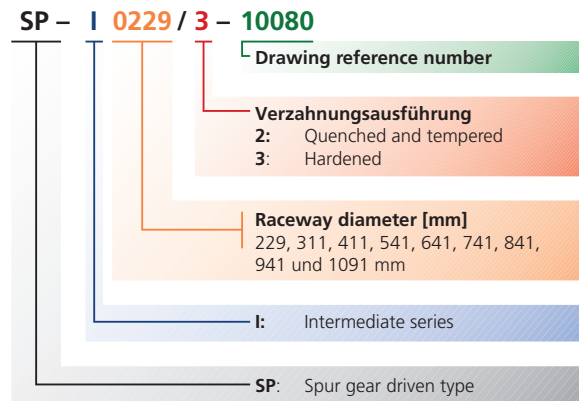 SP – I 0229 / 3 – 10080
Drawing reference number
Verzahnungsausführung
2: Quenched and tempered
3: Hardened
Raceway diameter [mm]
229, 311, 411, 541, 641, 741, 841,
941 und 1091 mm
I: Intermediate series
SP: Spur gear driven type